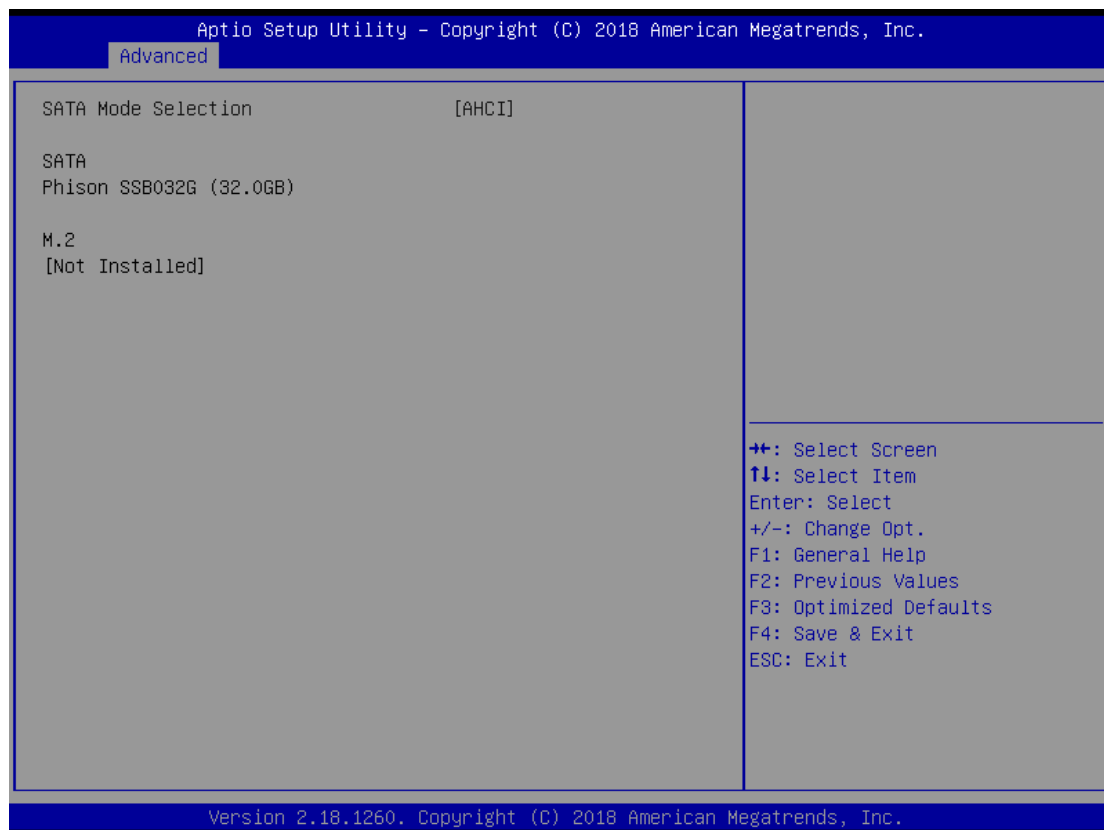 Aptio Setup Utility – Copyright (C) 2018 American Megatrends, Inc.
Advanced
SATA Mode Selection [AHCI]
SATA
Phison SSB032G (32.0GB)
M.2
[Not Installed]
→←: Select Screen
↑↓: Select Item
Enter: Select
+/-: Change Opt.
F1: General Help
F2: Previous Values
F3: Optimized Defaults
F4: Save & Exit
ESC: Exit
Version 2.18.1260. Copyright (C) 2018 American Megatrends, Inc.